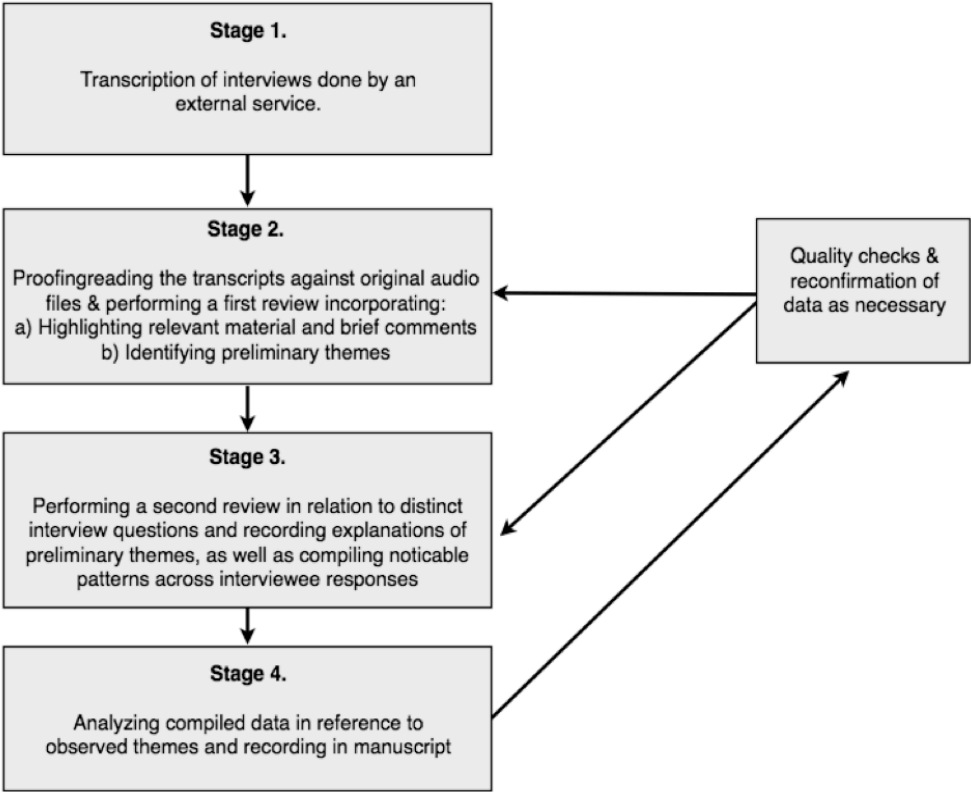 Stage 1.
Transcription of interviews done by an
external service.
Stage 2.
Proofingreading the transcripts against original audio
files & performing a first review incorporating:
a) Highlighting relevant material and brief comments
b) Identifying preliminary themes
Quality checks &
reconfirmation of
data as necessary
Stage 3.
Performing a second review in relation to distinct
interview questions and recording explanations of
preliminary themes, as well as compiling noticable
patterns across interviewee responses
Stage 4.
Analyzing compiled data in reference to
observed themes and recording in manuscript